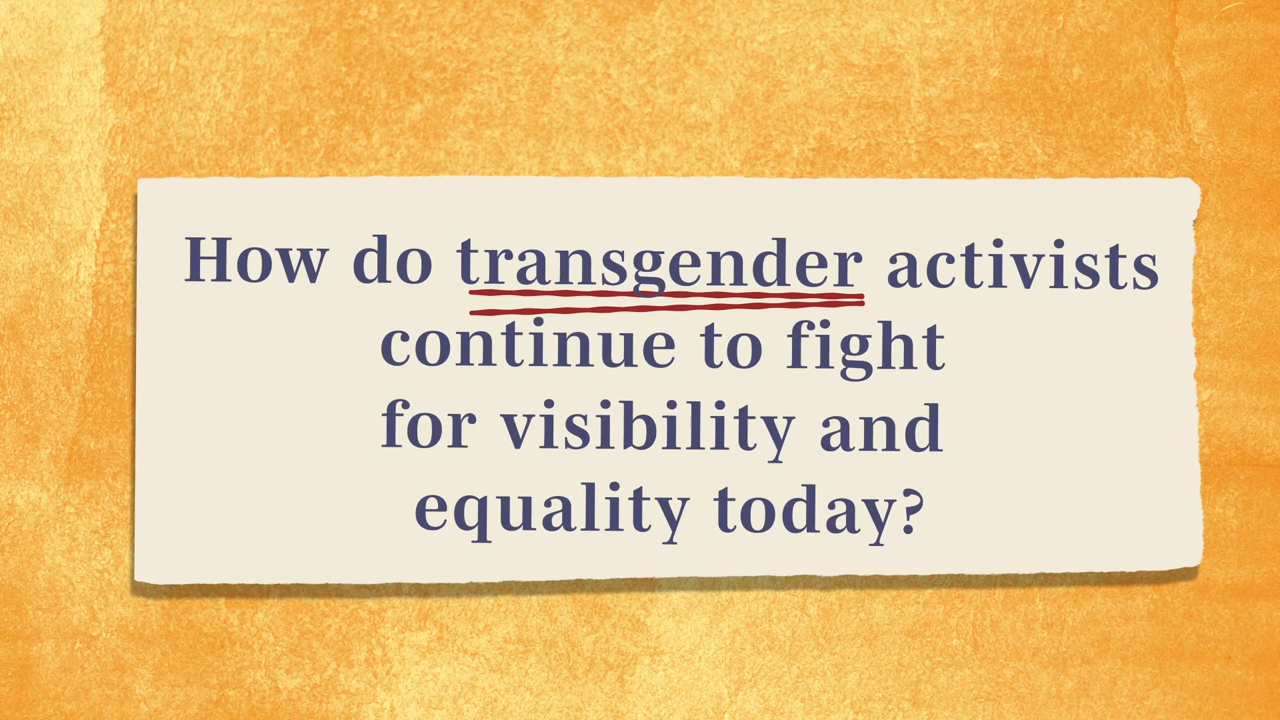 How do transgender activists
continue to fight
for visibility and
equality today?